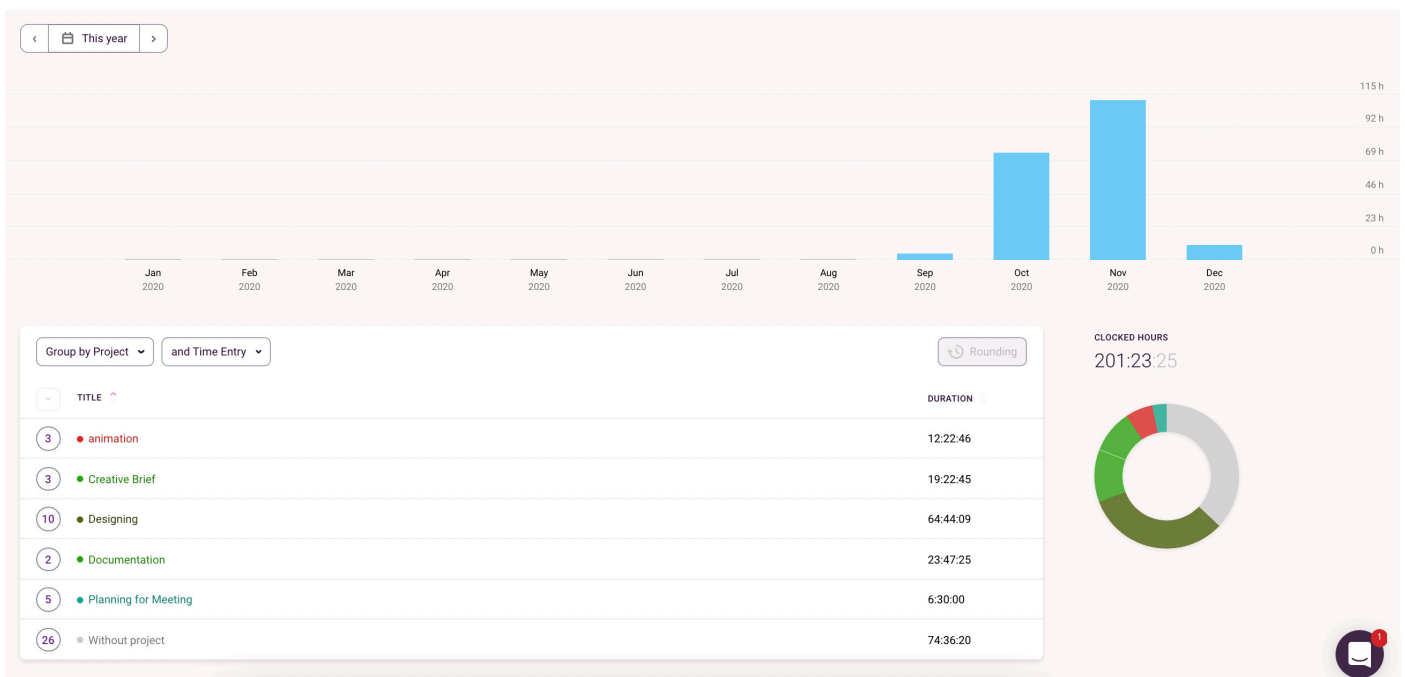 This year
115 h
92 h
69 h
46 h
23 h
0 h
Jan Feb Mar Apr May Jun Jul Aug Sep Oct Nov Dec
2020 2020 2020 2020 2020 2020 2020 2020 2020 2020 2020 2020
Group by Project and Time Entry Rounding
TITLE DURATION
3 animation 12:22:46
3 Creative Brief 19:22:45
10 Designing 64:44:09
2 Documentation 23:47:25
5 Planning for Meeting 6:30:00
26 Without project 74:36:20
CLOCKED HOURS
201:23:25
1